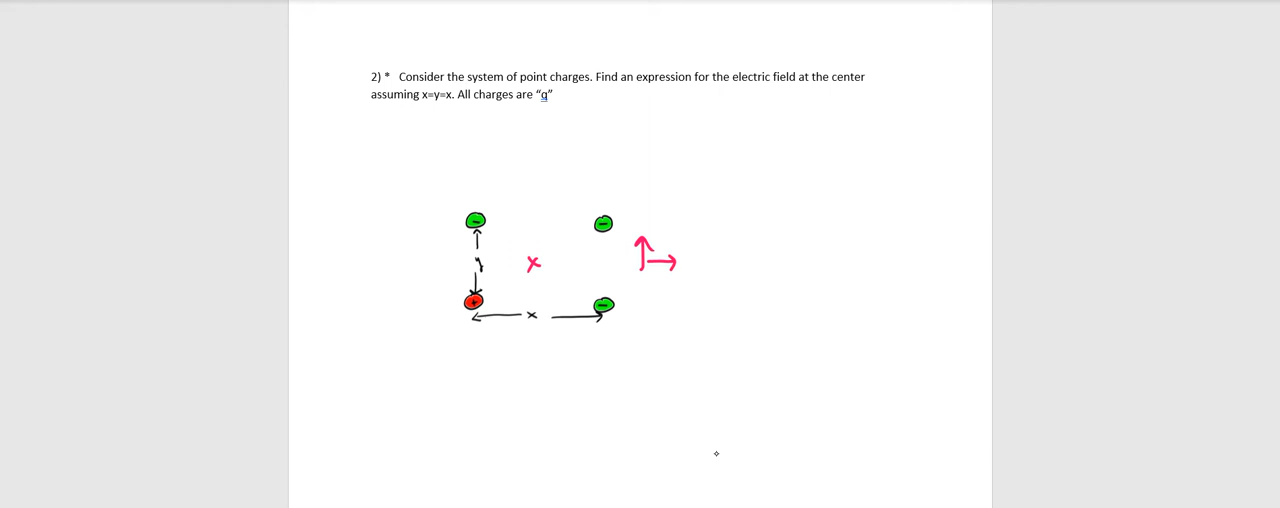 2) * Consider the system of point charges. Find an expression for the electric field at the center
assuming x=y=x. All charges are “q”
-
-
x
y
+
-
x